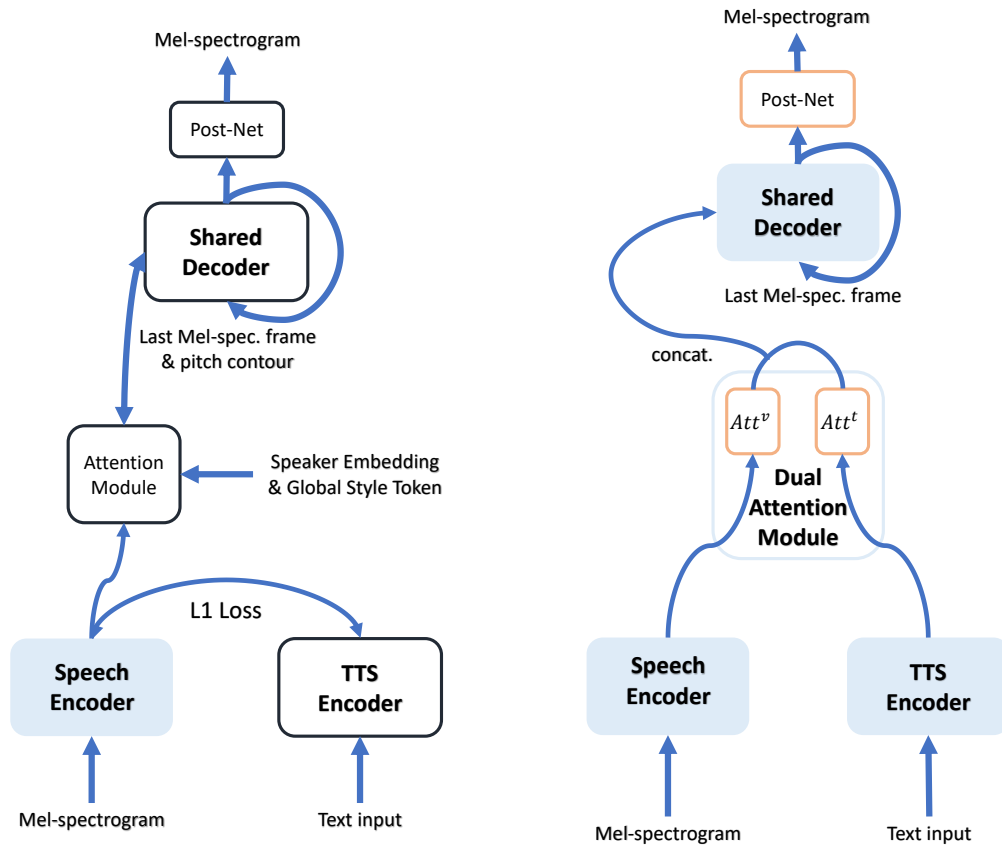 Mel-spectrogram
Post-Net
Shared
Decoder
Last Mel-spec. frame
& pitch contour
Attention
Module
Speaker Embedding
& Global Style Token
L1 Loss
Speech
Encoder
TTS
Encoder
Mel-spectrogram
Text input
Mel-spectrogram
Post-Net
Shared
Decoder
Last Mel-spec. frame
concat.
Att^v
Att^t
Dual
Attention
Module
Speech
Encoder
TTS
Encoder
Mel-spectrogram
Text input